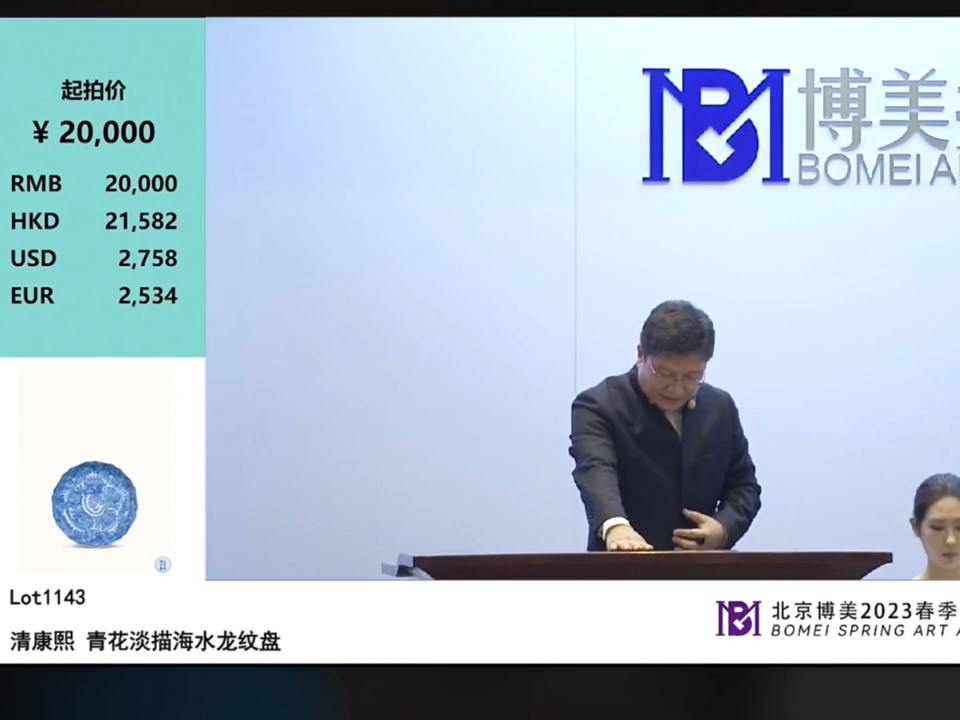 起拍价
¥ 20,000
RMB 20,000
HKD 21,582
USD 2,758
EUR 2,534
博美
BOMEI
Lot1143
清康熙 青花淡描海水龙纹盘
北京博美2023春季
BOMEI SPRING ART